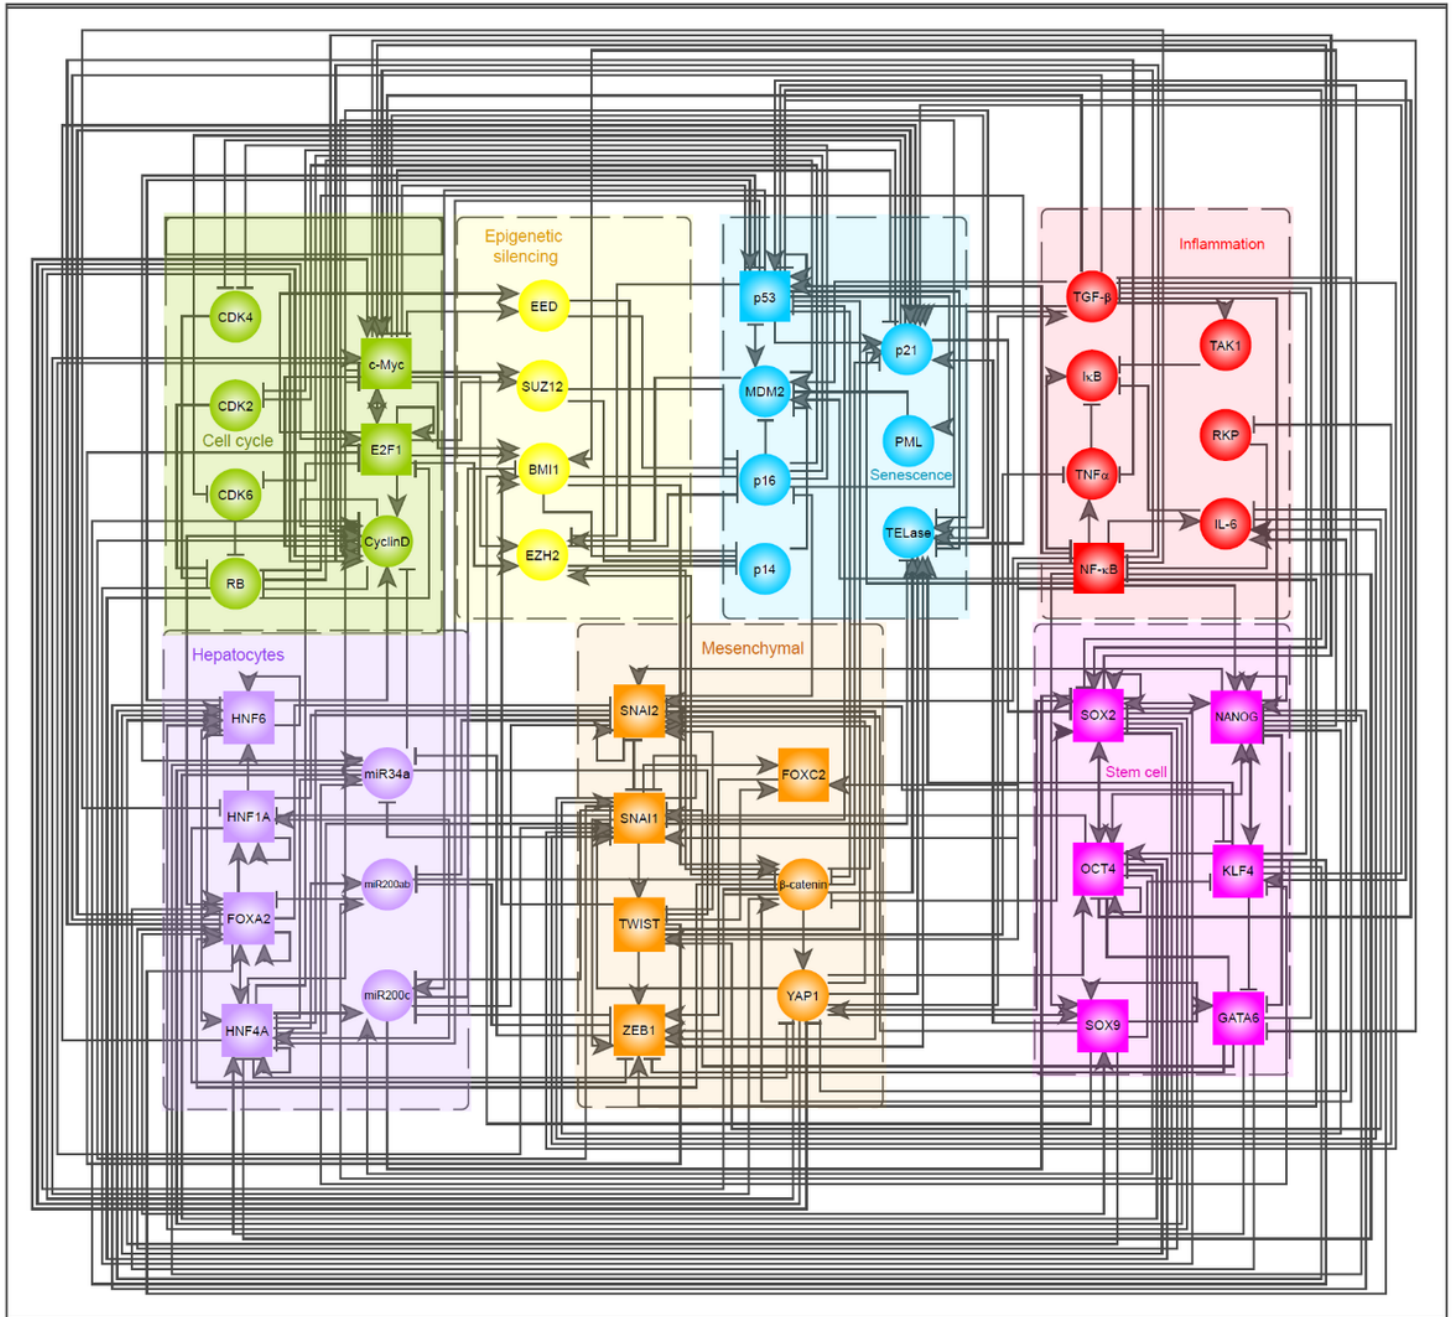 Epigenetic
silencing
Inflammation
CDK4
EED
p53
TGF-β
p21
TAK1
c-Myc
SUZ12
MDM2
IκB
CDK2
Cell cycle
E2F1
BMI1
p16
PML
Senescence
TNFα
RKP
CDK6
CyclinD
EZH2
p14
TELase
NF-κB
IL-6
RB
Hepatocytes
Mesenchymal
HNF6
SNAI2
SOX2
NANOG
miR34a
FOXC2
Stem cell
HNF1A
SNAI1
miR200ab
β-catenin
OCT4
KLF4
FOXA2
TWIST
miR200c
YAP1
HNF4A
ZEB1
SOX9
GATA6